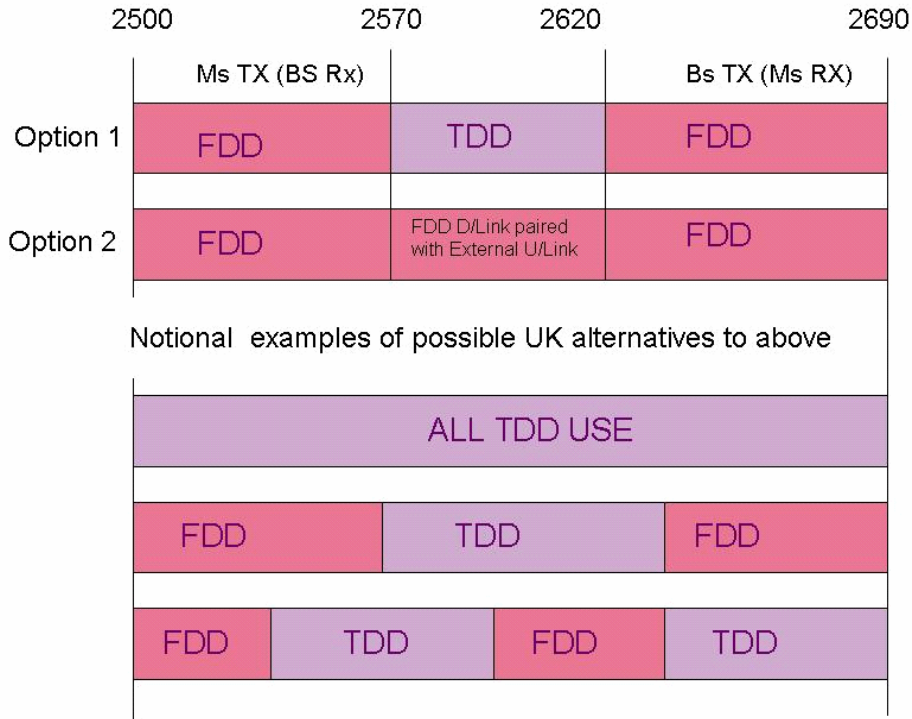 2500 2570 2620 2690
Ms TX (BS Rx) Bs TX (Ms RX)
Option 1 FDD TDD FDD
Option 2 FDD FDD D/Link paired
with External U/Link FDD
Notional examples of possible UK alternatives to above
ALL TDD USE
FDD TDD FDD
FDD TDD FDD TDD